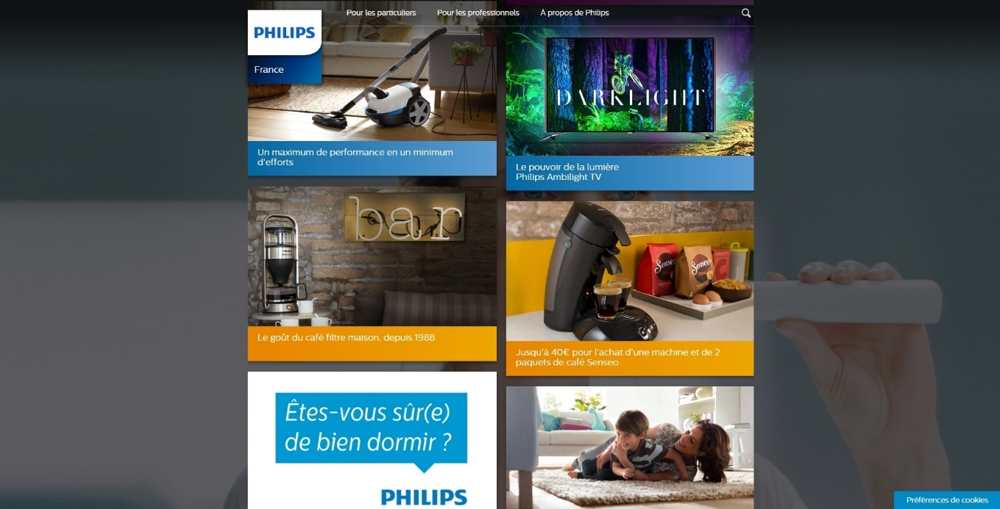 Pour les particuliers
Pour les professionnels
À propos de Philips
PHILIPS
France
Un maximum de performance en un minimum
d'efforts
DARKLIGHT
Le pouvoir de la lumière
Philips Ambilight TV
bar
Le goût du café filtre maison, depuis 1988
Senseo
Senseo
Jusqu'à 40€ pour l'achat d'une machine et de 2
paquets de café Senseo
Êtes-vous sûr(e)
de bien dormir ?
PHILIPS
Préférences de cookies